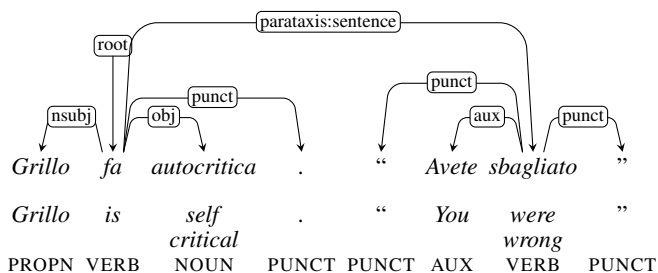 parataxis:sentence
root
punct
punct
nsubj obj aux punct
Grillo fa autocritica . “ Avete sbagliato ”
Grillo is self . “ You were ”
critical wrong
PROPN VERB NOUN PUNCT PUNCT AUX VERB PUNCT